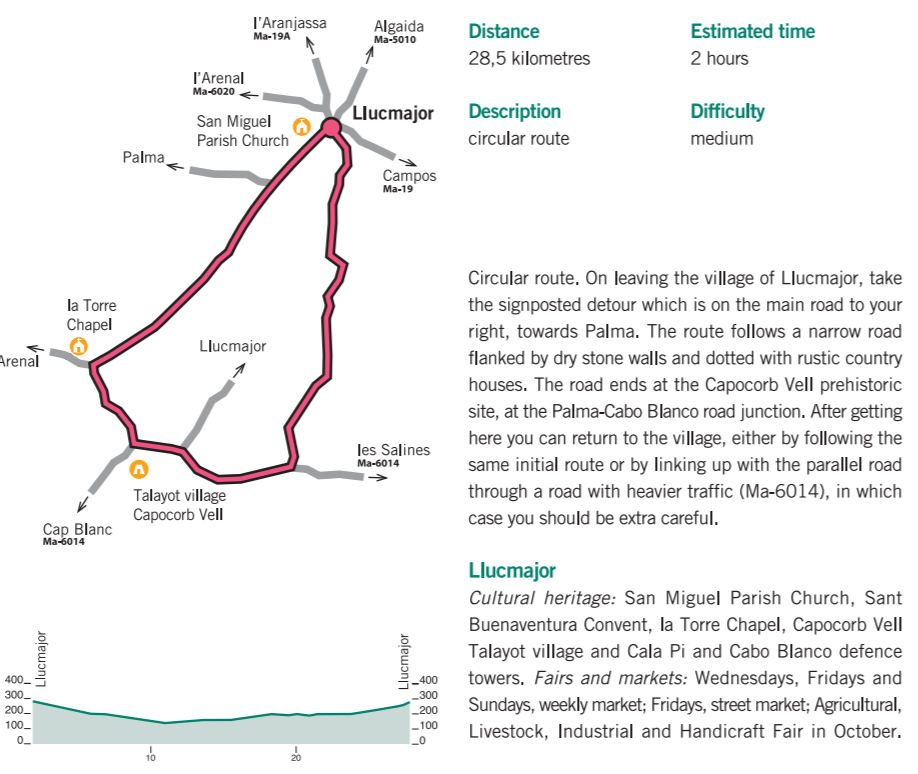 l'Aranjassa
Ma-19A
Algaida
Ma-5010
l'Arenal
Ma-6020
San Miguel
Parish Church
Llucmajor
Palma
Campos
Ma-19
la Torre
Chapel
Arenal
Llucmajor
les Salines
Ma-6014
Talayot village
Capocorb Vell
Cap Blanc
Ma-6014
Llucmajor
Llucmajor
400
300
200
100
0
400
300
200
100
0
10
20
Distance
28,5 kilometres
Estimated time
2 hours
Description
circular route
Difficulty
medium
Circular route. On leaving the village of Llucmajor, take
the signposted detour which is on the main road to your
right, towards Palma. The route follows a narrow road
flanked by dry stone walls and dotted with rustic country
houses. The road ends at the Capocorb Vell prehistoric
site, at the Palma-Cabo Blanco road junction. After getting
here you can return to the village, either by following the
same initial route or by linking up with the parallel road
through a road with heavier traffic (Ma-6014), in which
case you should be extra careful.
Llucmajor
Cultural heritage: San Miguel Parish Church, Sant
Buenaventura Convent, la Torre Chapel, Capocorb Vell
Talayot village and Cala Pi and Cabo Blanco defence
towers. Fairs and markets: Wednesdays, Fridays and
Sundays, weekly market; Fridays, street market; Agricultural,
Livestock, Industrial and Handicraft Fair in October.